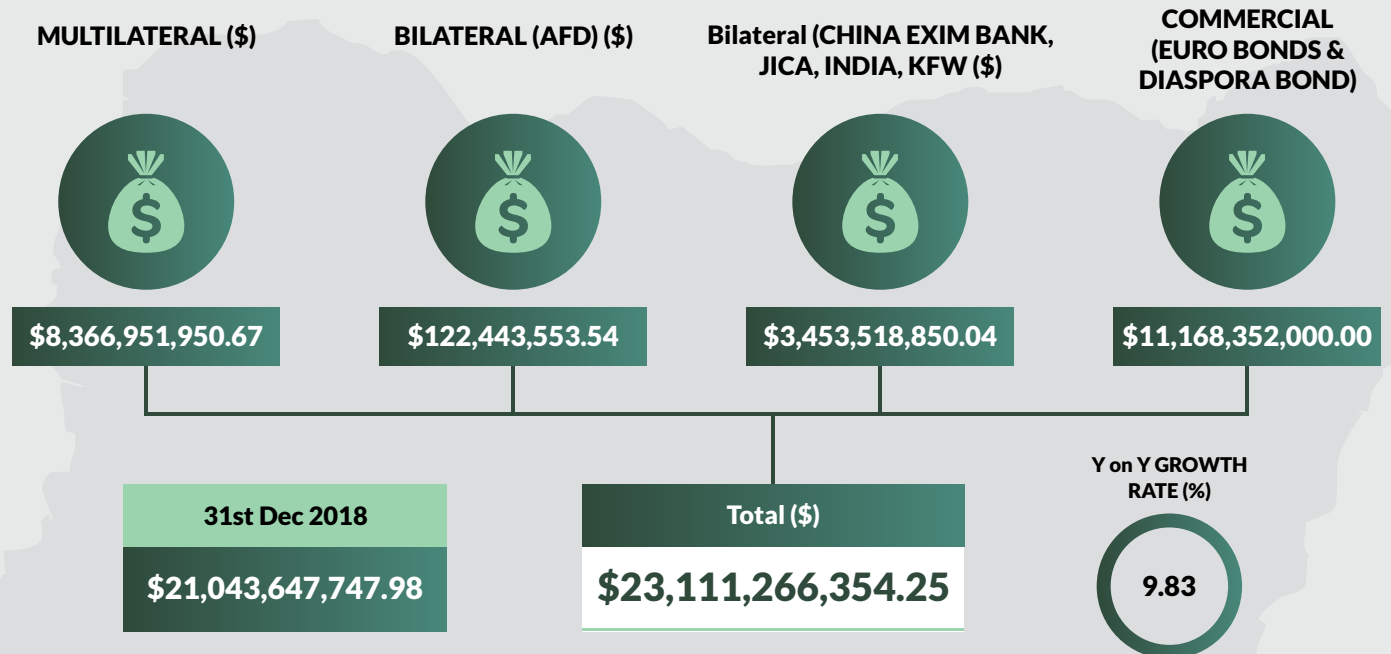 MULTILATERAL ($)
BILATERAL (AFD) ($)
Bilateral (CHINA EXIM BANK,
JICA, INDIA, KFW ($)
COMMERCIAL
(EURO BONDS &
DIASPORA BOND)
$
$
$
$
$8,366,951,950.67
$122,443,553.54
$3,453,518,850.04
$11,168,352,000.00
31st Dec 2018
$21,043,647,747.98
Total ($)
$23,111,266,354.25
Y on Y GROWTH
RATE (%)
9.83